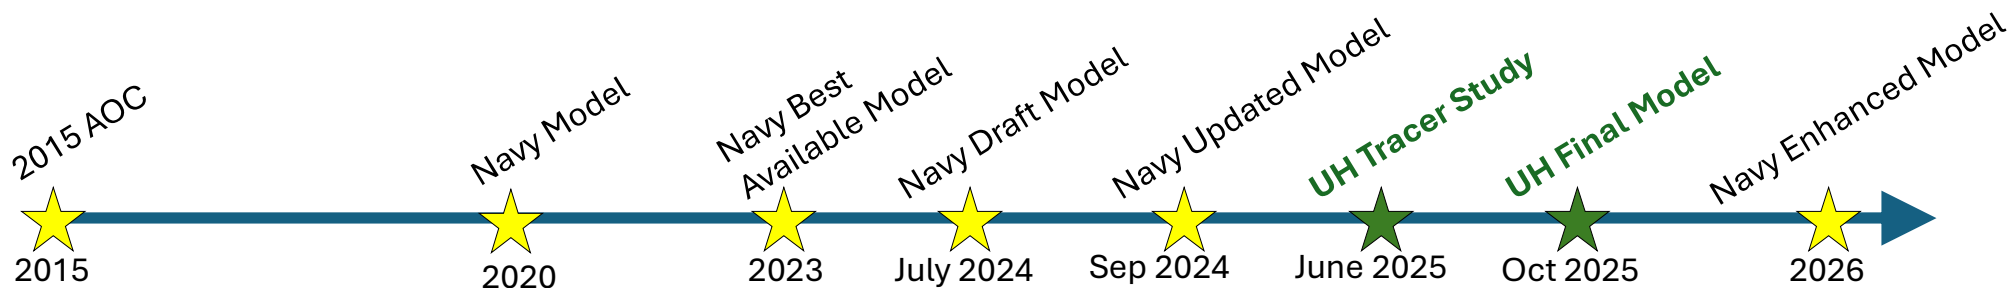 2015 AOC
Navy Model
Navy Best
Available Model
Navy Draft Model
Navy Updated Model
UH Tracer Study
UH Final Model
Navy Enhanced Model
2015
2020
2023
July 2024
Sep 2024
June 2025
Oct 2025
2026